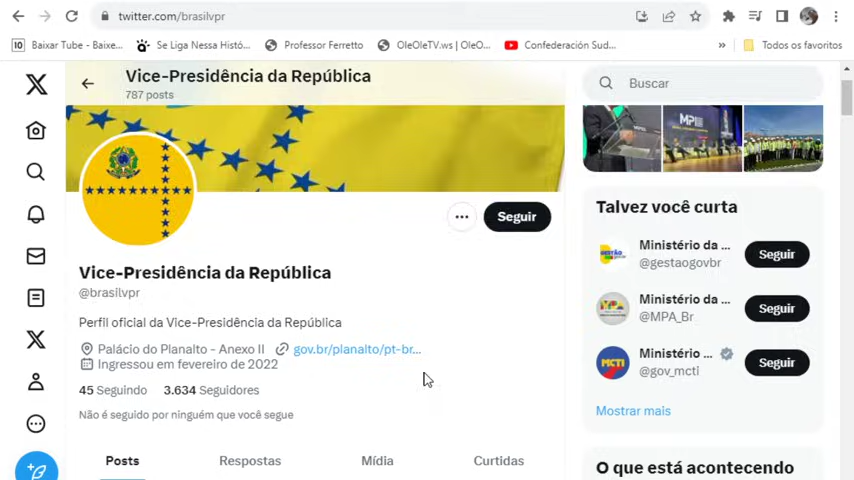 twitter.com/brasilvpr
Baixar Tube - Baixe...
Se Liga Nessa Histó...
Professor Ferretto
OleOleTV.ws | OleO...
Confederación Sud...
»
Todos os favoritos
Vice-Presidência da República
787 posts
Buscar
MPI
Seguir
Talvez você curta
Ministério da ...
@gestaogovbr
Seguir
Vice-Presidência da República
@brasilvpr
Ministério da ...
@MPA_Br
Seguir
Perfil oficial da Vice-Presidência da República
Palácio do Planalto - Anexo II
gov.br/planalto/pt-br...
Ingressou em fevereiro de 2022
MCTI
Ministério ...
@gov_mcti
Seguir
45 Seguindo
3.634 Seguidores
Não é seguido por ninguém que você segue
Mostrar mais
Posts
Respostas
Mídia
Curtidas
O que está acontecendo